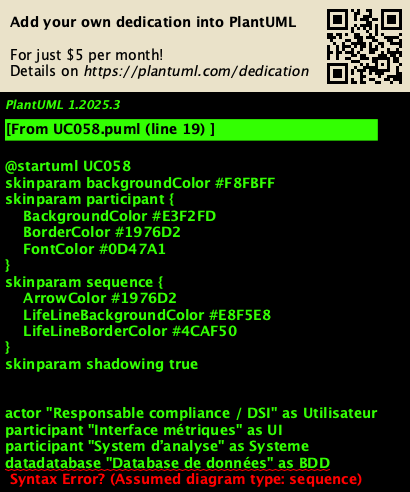 Add your own dedication into PlantUML
For just $5 per month!
Details on https://plantuml.com/dedication
PlantUML 1.2025.3
[From UC058.puml (line 19) ]
@startuml UC058
skinparam backgroundColor #F8FBFF
skinparam participant {
BackgroundColor #E3F2FD
BorderColor #1976D2
FontColor #0D47A1
}
skinparam sequence {
ArrowColor #1976D2
LifeLineBackgroundColor #E8F5E8
LifeLineBorderColor #4CAF50
}
skinparam shadowing true
actor "Responsable compliance / DSI" as Utilisateur
participant "Interface métriques" as UI
participant "System d'analyse" as Systeme
datadatabase "Database de données" as BDD
Syntax Error? (Assumed diagram type: sequence)